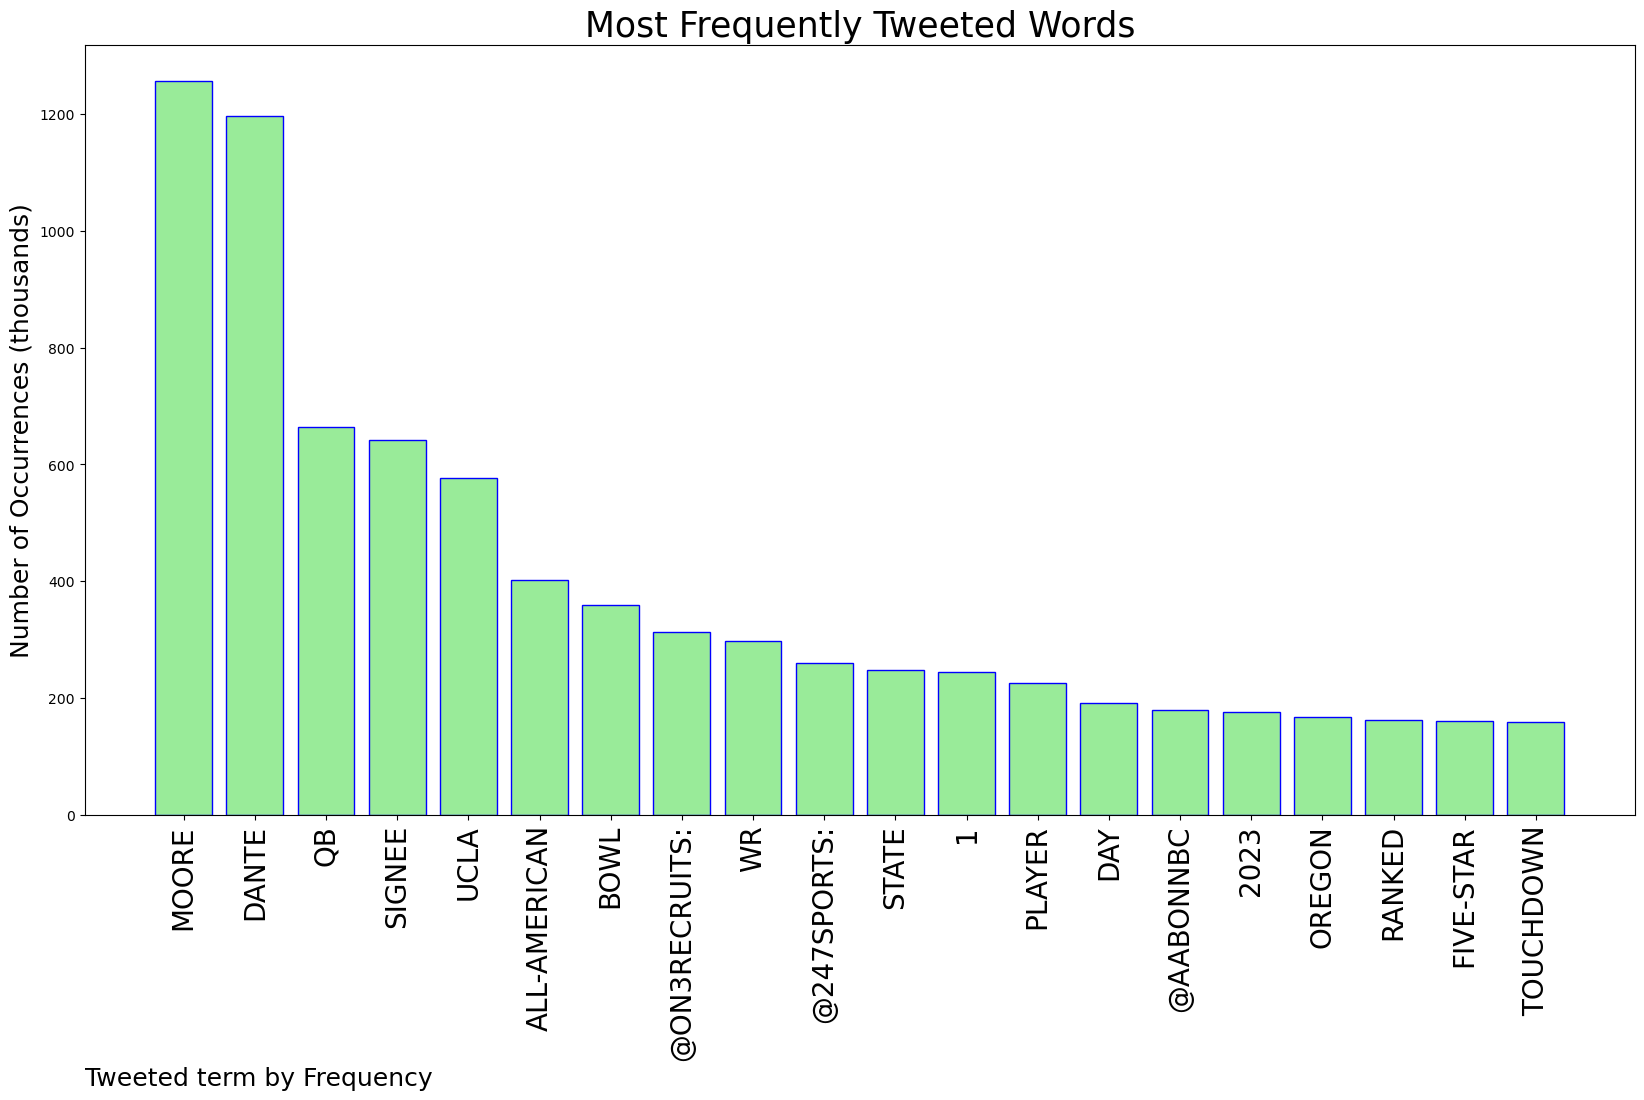 Most Frequently Tweeted Words
Number of Occurrences (thousands)
1200
1000
800
600
400
200
0
MOORE
DANTE
QB
SIGNEE
UCLA
ALL-AMERICAN
BOWL
@ON3RECRUITS:
WR
@247SPORTS:
STATE
1
PLAYER
DAY
@AABONNBC
2023
OREGON
RANKED
FIVE-STAR
TOUCHDOWN
Tweeted term by Frequency